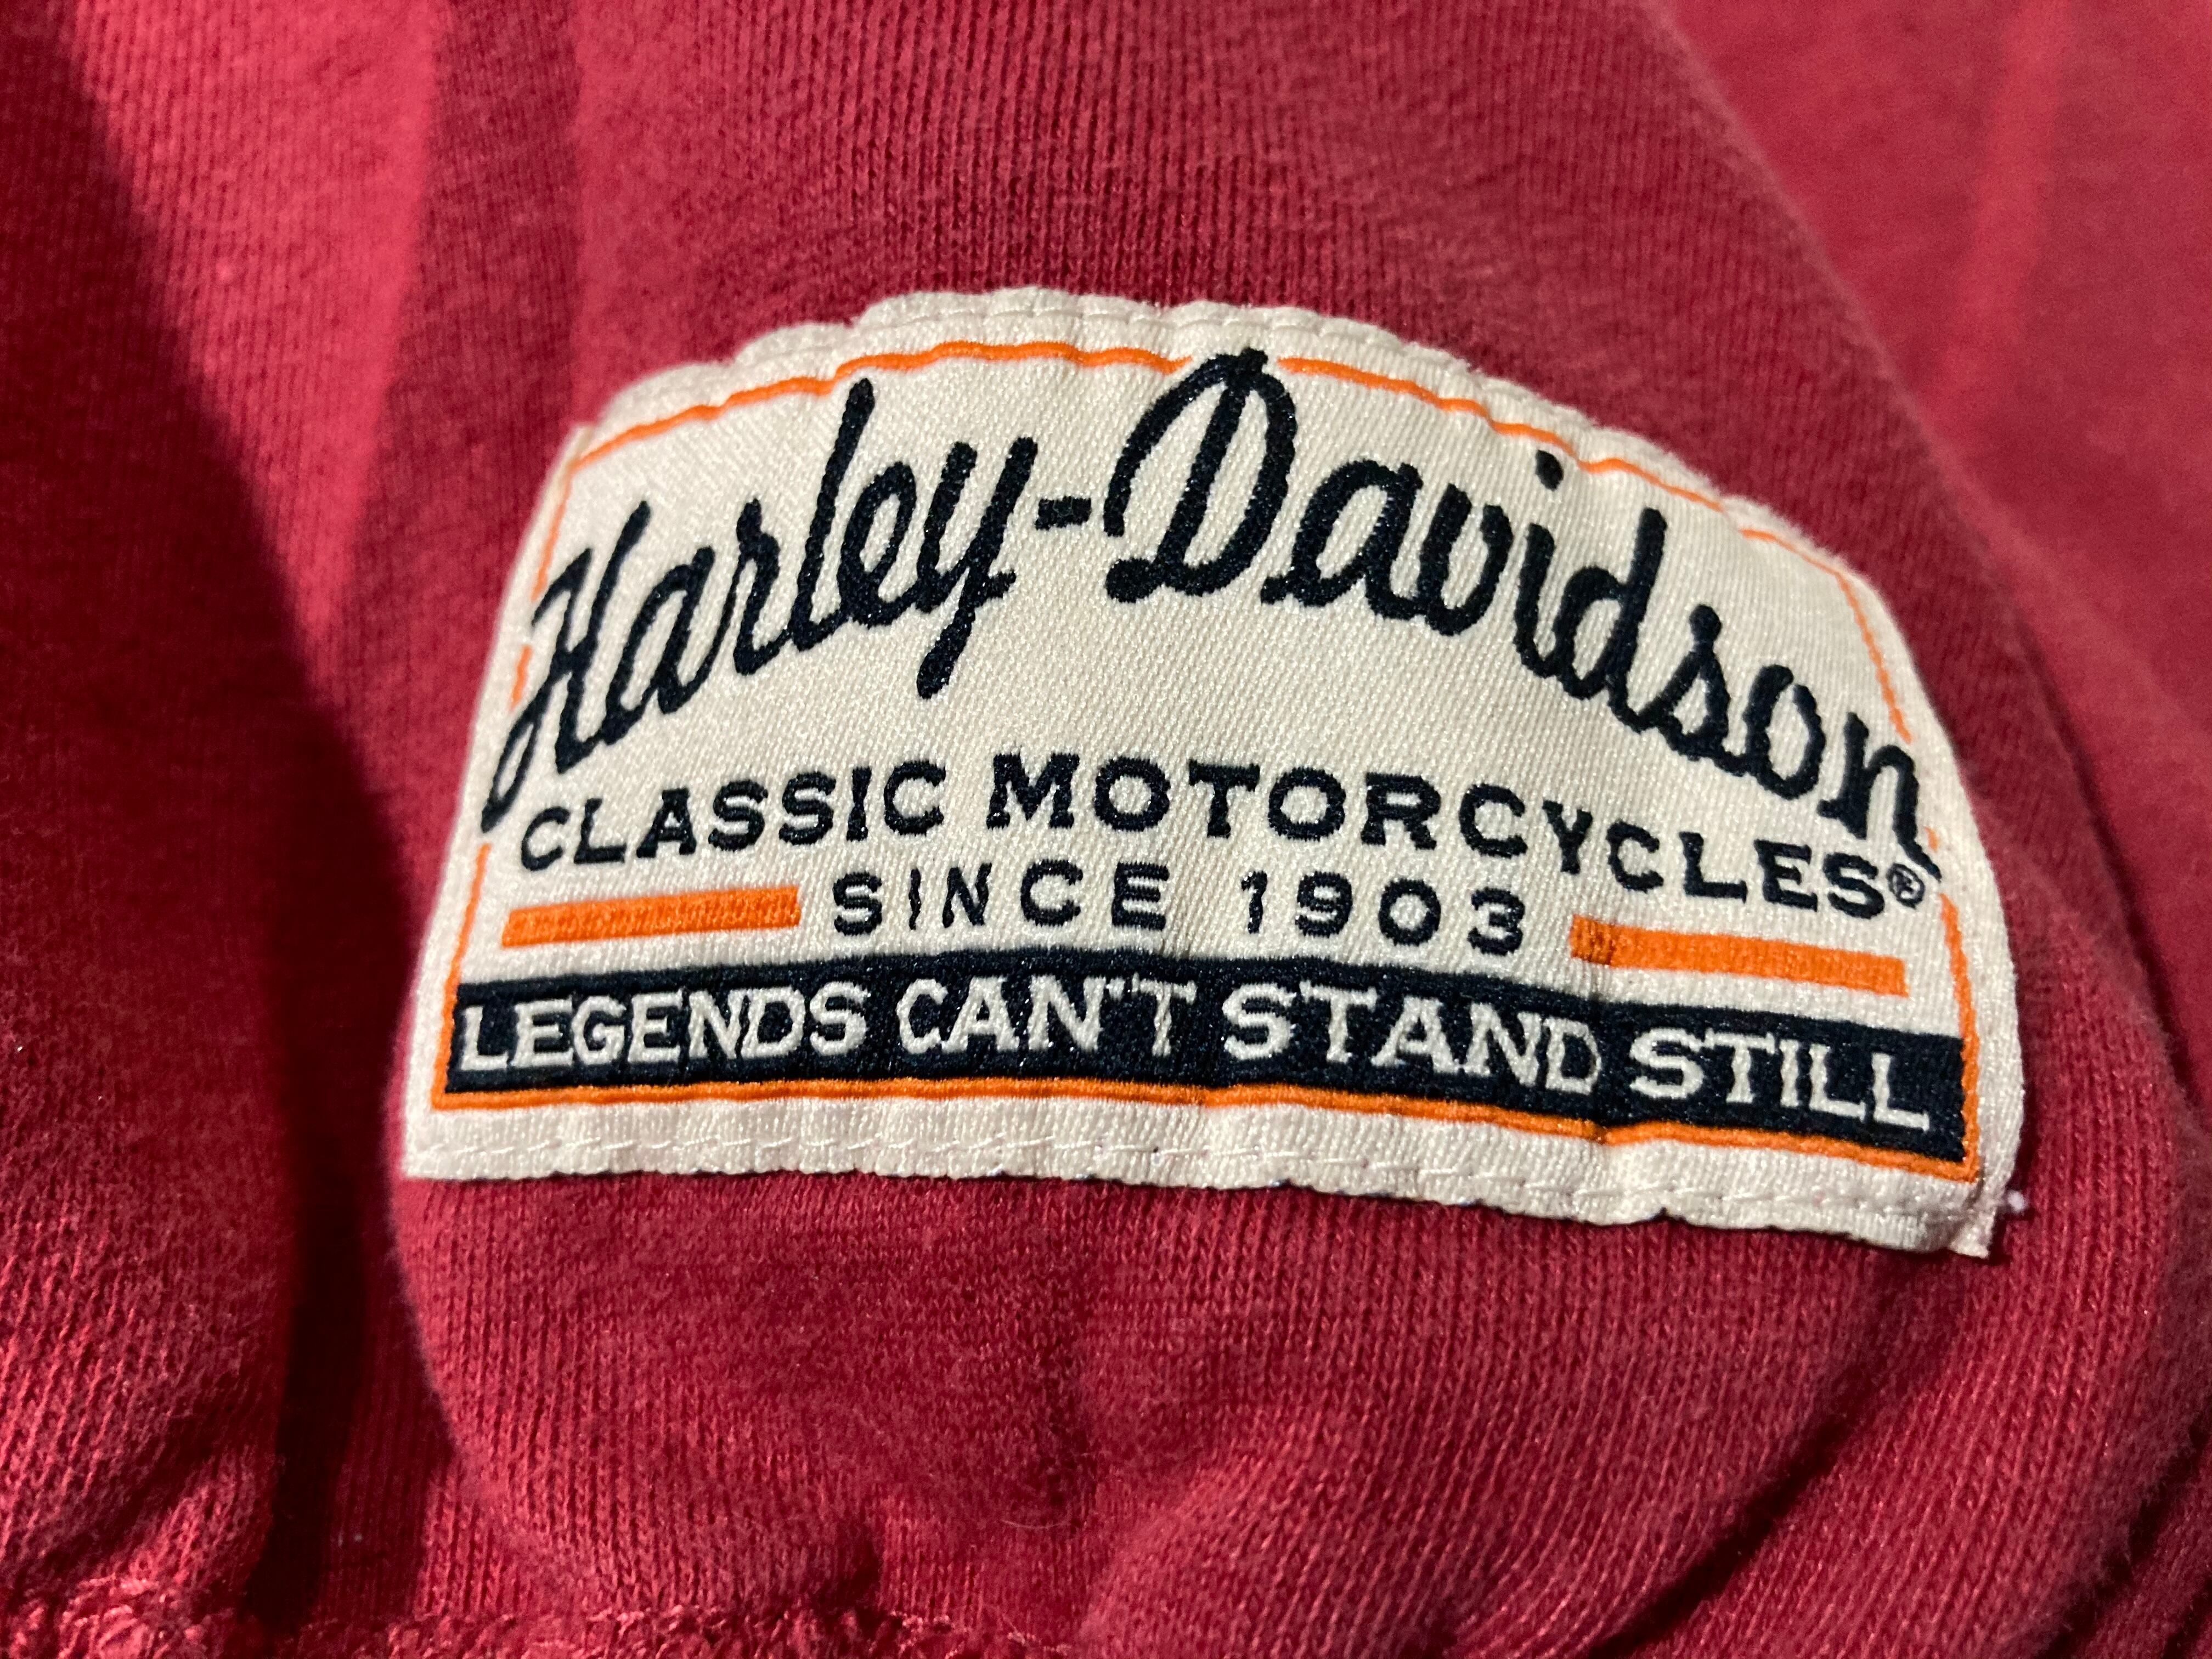 Harley-Davidson
CLASSIC MOTORCYCLES®
SINCE 1903
LEGENDS CAN'T STAND STILL